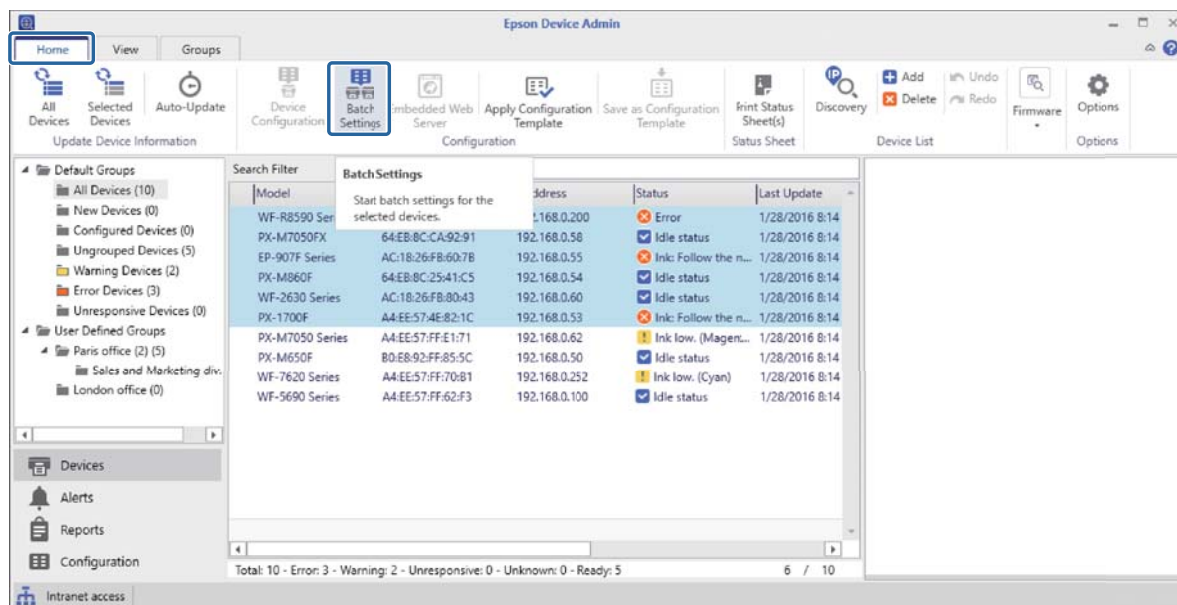 Epson Device Admin
Home View Groups
All Devices Selected Devices Auto-Update Device Configuration Batch Settings Embedded Web Server Apply Configuration Template Save as Configuration Template Print Status Sheet(s) IP Discovery Add Undo Firmware Options
Delete Redo
Update Device Information Configuration Status Sheet Device List Options
Default Groups
All Devices (10)
New Devices (0)
Configured Devices (0)
Ungrouped Devices (5)
Warning Devices (2)
Error Devices (3)
Unresponsive Devices (0)
User Defined Groups
Paris office (2) (5)
Sales and Marketing div.
London office (0)
Devices
Alerts
Reports
Configuration
Search Filter
Batch Settings
Start batch settings for the
selected devices.
Model ddress Status Last Update
WF-R8590 Ser 2.168.0.200 Error 1/28/2016 8:14
PX-M7050FX 64:EB:8C:CA:92:91 192.168.0.58 Idle status 1/28/2016 8:14
EP-907F Series AC:18:26:FB:60:7B 192.168.0.55 Ink: Follow the n... 1/28/2016 8:14
PX-M860F 64:EB:8C:25:41:C5 192.168.0.54 Idle status 1/28/2016 8:14
WF-2630 Series AC:18:26:FB:80:43 192.168.0.60 Idle status 1/28/2016 8:14
PX-1700F A4:EE:57:4E:82:1C 192.168.0.53 Ink: Follow the n... 1/28/2016 8:14
PX-M7050 Series A4:EE:57:FF:E1:71 192.168.0.62 Ink low. (Magen:... 1/28/2016 8:14
PX-M650F B0:E8:92:FF:85:5C 192.168.0.50 Idle status 1/28/2016 8:14
WF-7620 Series A4:EE:57:FF:70:B1 192.168.0.252 Ink low. (Cyan) 1/28/2016 8:14
WF-5690 Series A4:EE:57:FF:62:F3 192.168.0.100 Idle status 1/28/2016 8:14
Total: 10 - Error: 3 - Warning: 2 - Unresponsive: 0 - Unknown: 0 - Ready: 5 6 / 10
Intranet access